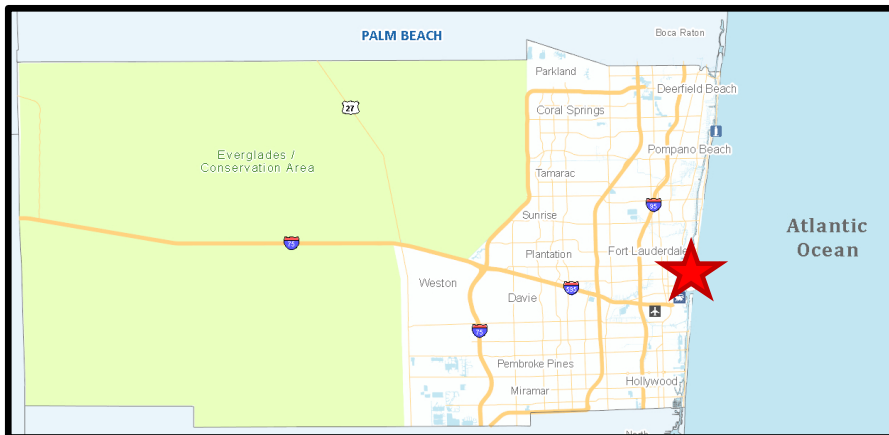 PALM BEACH
Boca Raton
Parkland
Deerfield Beach
27
Coral Springs
Pompano Beach
Everglades /
Conservation Area
Tamarac
95
Sunrise
Atlantic
Ocean
75
Plantation
Fort Lauderdale
Weston
595
Davie
75
Pembroke Pines
Hollywood
Miramar
North